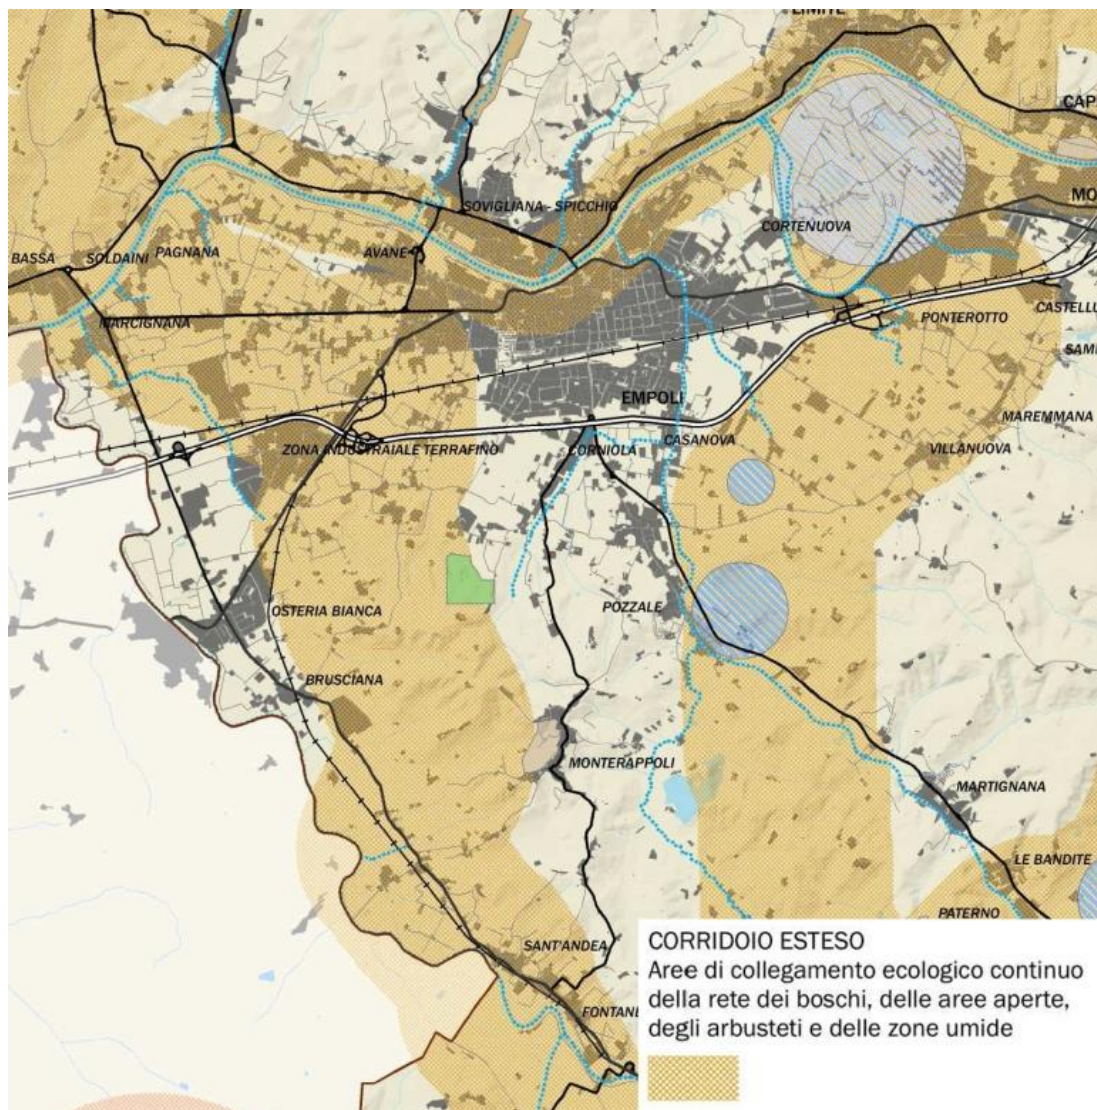 LIMITE
CAP
SOVIGLIANA - SPICCHIO
MO
CORTENUOVA
BASSA
SOLDAINI
PAGNANA
AVANE
CASTELLU
MARCIGNANA
PONTEROTTO
SAMM
EMPOLI
MAREMMANA
ZONA INDUSTRAIALE TERRAFINO
CORNIOLA
CASANOVA
VILLANUOVA
OSTERIA BIANCA
POZZALE
BRUSCIANA
MONTERAPPOLI
MARTIGNANA
LE BANDITE
PATERNO
SANT'ANDEA
FONTANE
CORRIDOIO ESTESO
Aree di collegamento ecologico continuo
della rete dei boschi, delle aree aperte,
degli arbusteti e delle zone umide